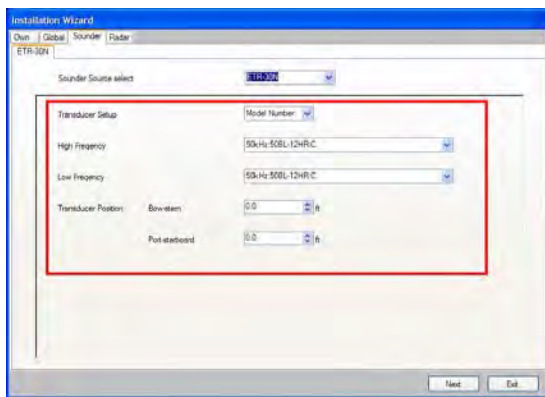 Installation Wizard
Own Global Sounder Radar
ETR-30N
Sounder Source select ETR-30N
Transducer Setup Model Number
High Freqency 50kHz:50BL-12HR:C
Low Freqency 50kHz:50BL-12HR:C
Transducer Position Bow-stern 0.0 ft
Port-starboard 0.0 ft
Next Exit